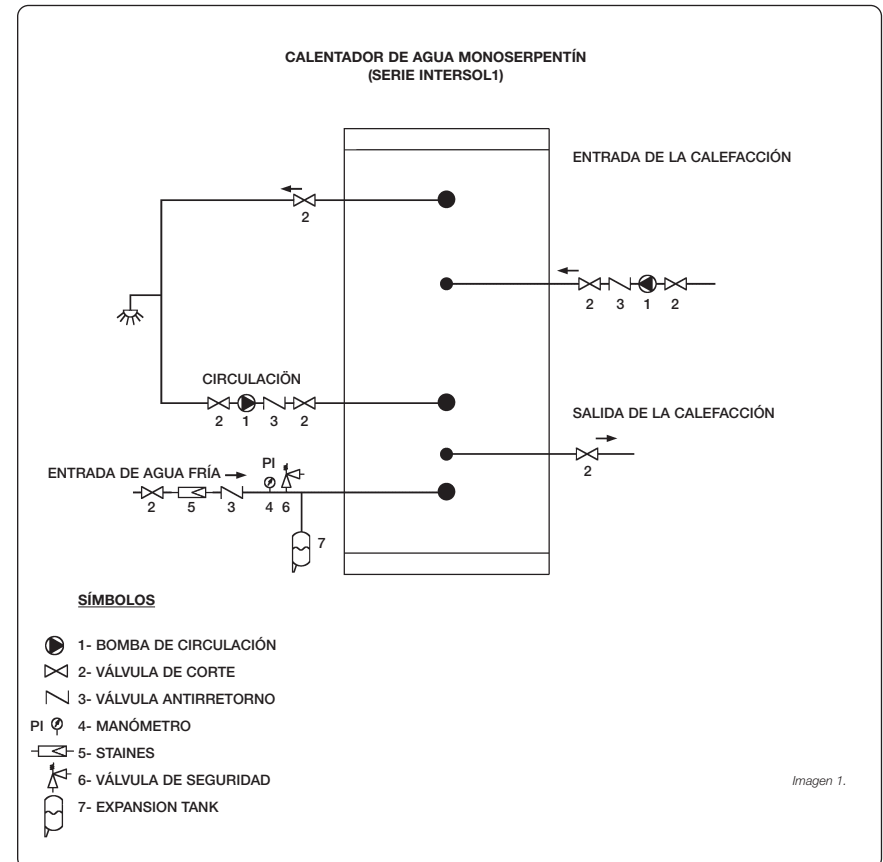 CALENTADOR DE AGUA MONOSERPENTÍN
(SERIE INTERSOL1)
ENTRADA DE LA CALEFACCIÓN
2
2 3 1 2
CIRCULACIÖN
2 1 3 2
SALIDA DE LA CALEFACCIÓN
2
ENTRADA DE AGUA FRÍA
PI
2 5 3 4 6
7
SÍMBOLOS
1- BOMBA DE CIRCULACIÓN
2- VÁLVULA DE CORTE
3- VÁLVULA ANTIRRETORNO
PI 4- MANÓMETRO
5- STAINES
6- VÁLVULA DE SEGURIDAD
7- EXPANSION TANK
Imagen 1.